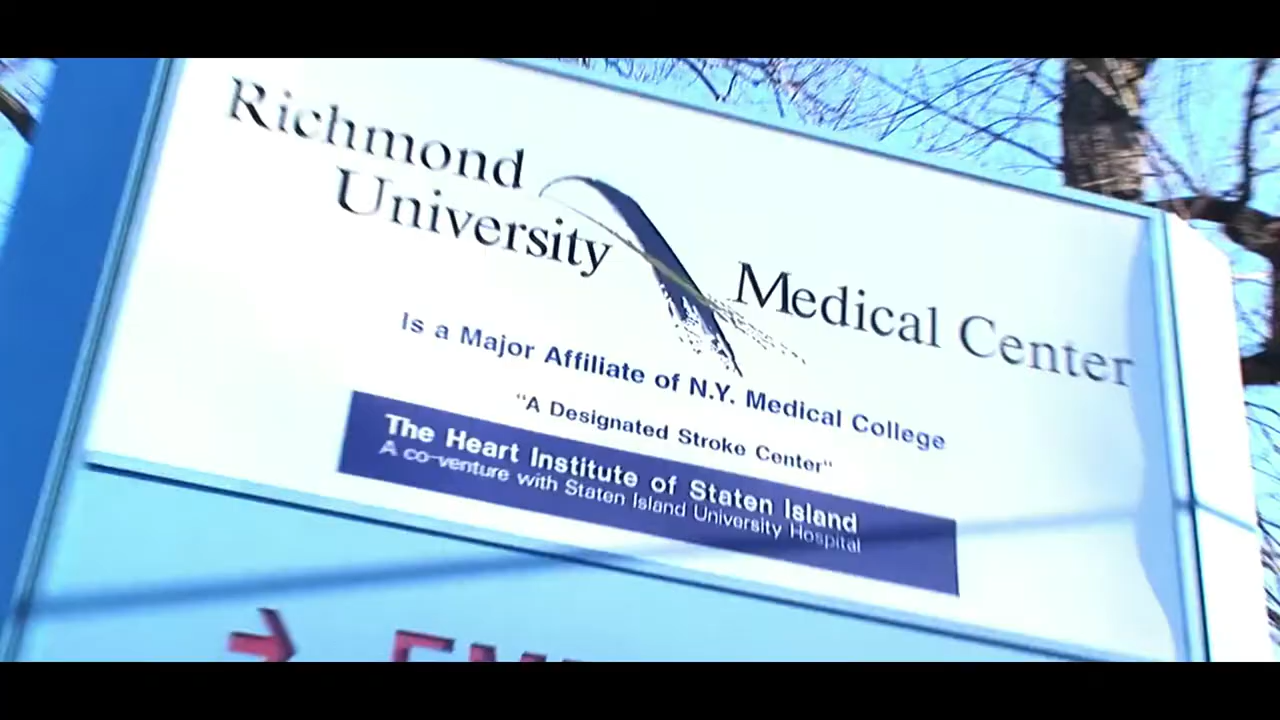 Richmond
University
Medical Center
Is a Major Affiliate of N.Y. Medical College
"A Designated Stroke Center"
The Heart Institute of Staten Island
A co-venture with Staten Island University Hospital